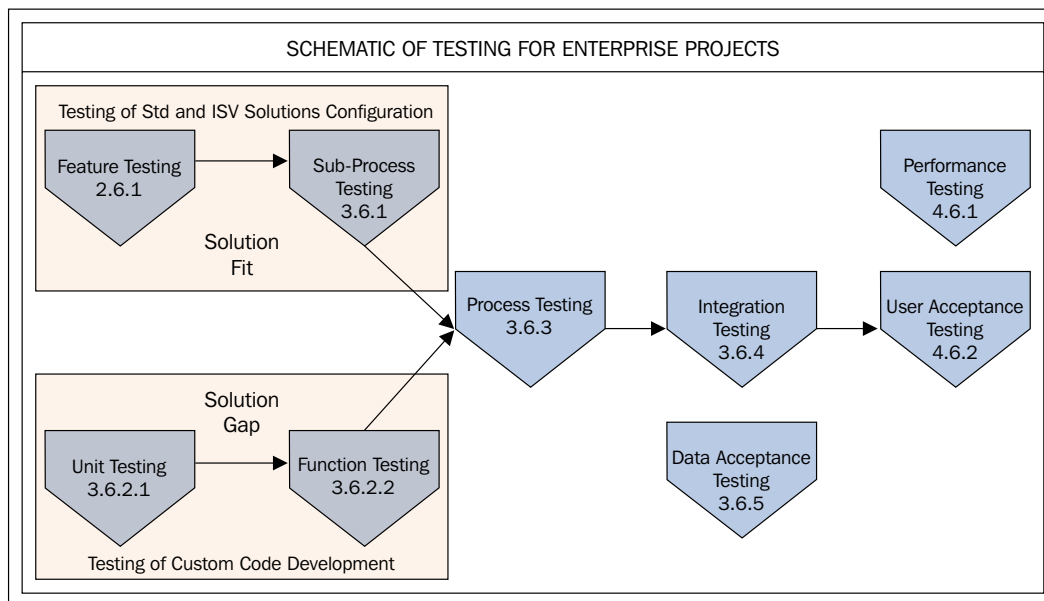 SCHEMATIC OF TESTING FOR ENTERPRISE PROJECTS
Testing of Std and ISV Solutions Configuration
Feature Testing
2.6.1
Sub-Process
Testing
3.6.1
Solution
Fit
Performance
Testing
4.6.1
Process Testing
3.6.3
Integration
Testing
3.6.4
User Acceptance
Testing
4.6.2
Solution
Gap
Unit Testing
3.6.2.1
Function Testing
3.6.2.2
Testing of Custom Code Development
Data Acceptance
Testing
3.6.5